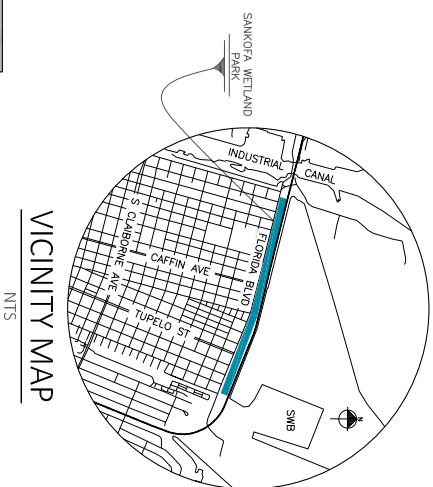 SANKOFA WETLAND
PARK
INDUSTRIAL
CANAL
FLORIDA BLVD
S CLAIBORNE AVE
CAFFIN AVE
TUPELO ST
SWB
N
VICINITY MAP
NTS